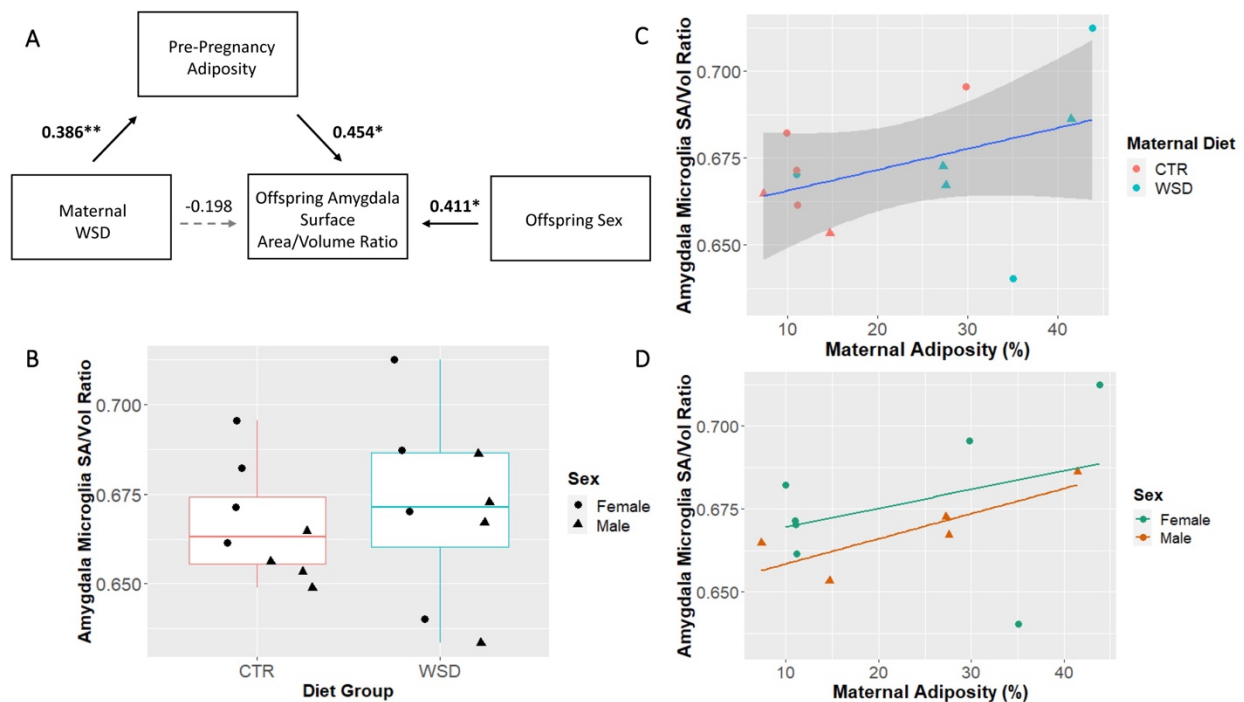 A
Pre-Pregnancy
Adiposity
0.386**
0.454*
Maternal
WSD
-0.198
Offspring Amygdala
Surface
Area/Volume Ratio
0.411*
Offspring Sex
B
Amygdala Microglia SA/Vol Ratio
0.700
0.675
0.650
CTR
WSD
Diet Group
Sex
Female
Male
C
Amygdala Microglia SA/Vol Ratio
0.700
0.675
0.650
10
20
30
40
Maternal Adiposity (%)
Maternal Diet
CTR
WSD
D
Amygdala Microglia SA/Vol Ratio
0.700
0.675
0.650
10
20
30
40
Maternal Adiposity (%)
Sex
Female
Male